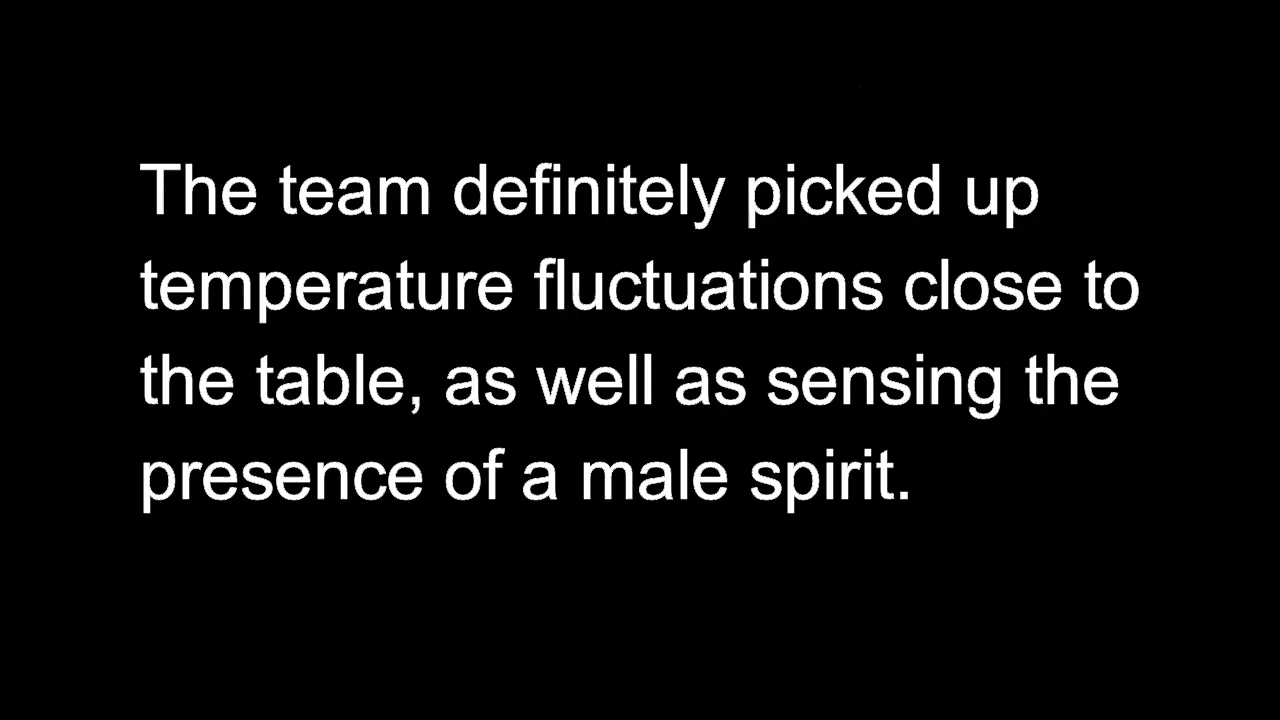 The team definitely picked up
temperature fluctuations close to
the table, as well as sensing the
presence of a male spirit.